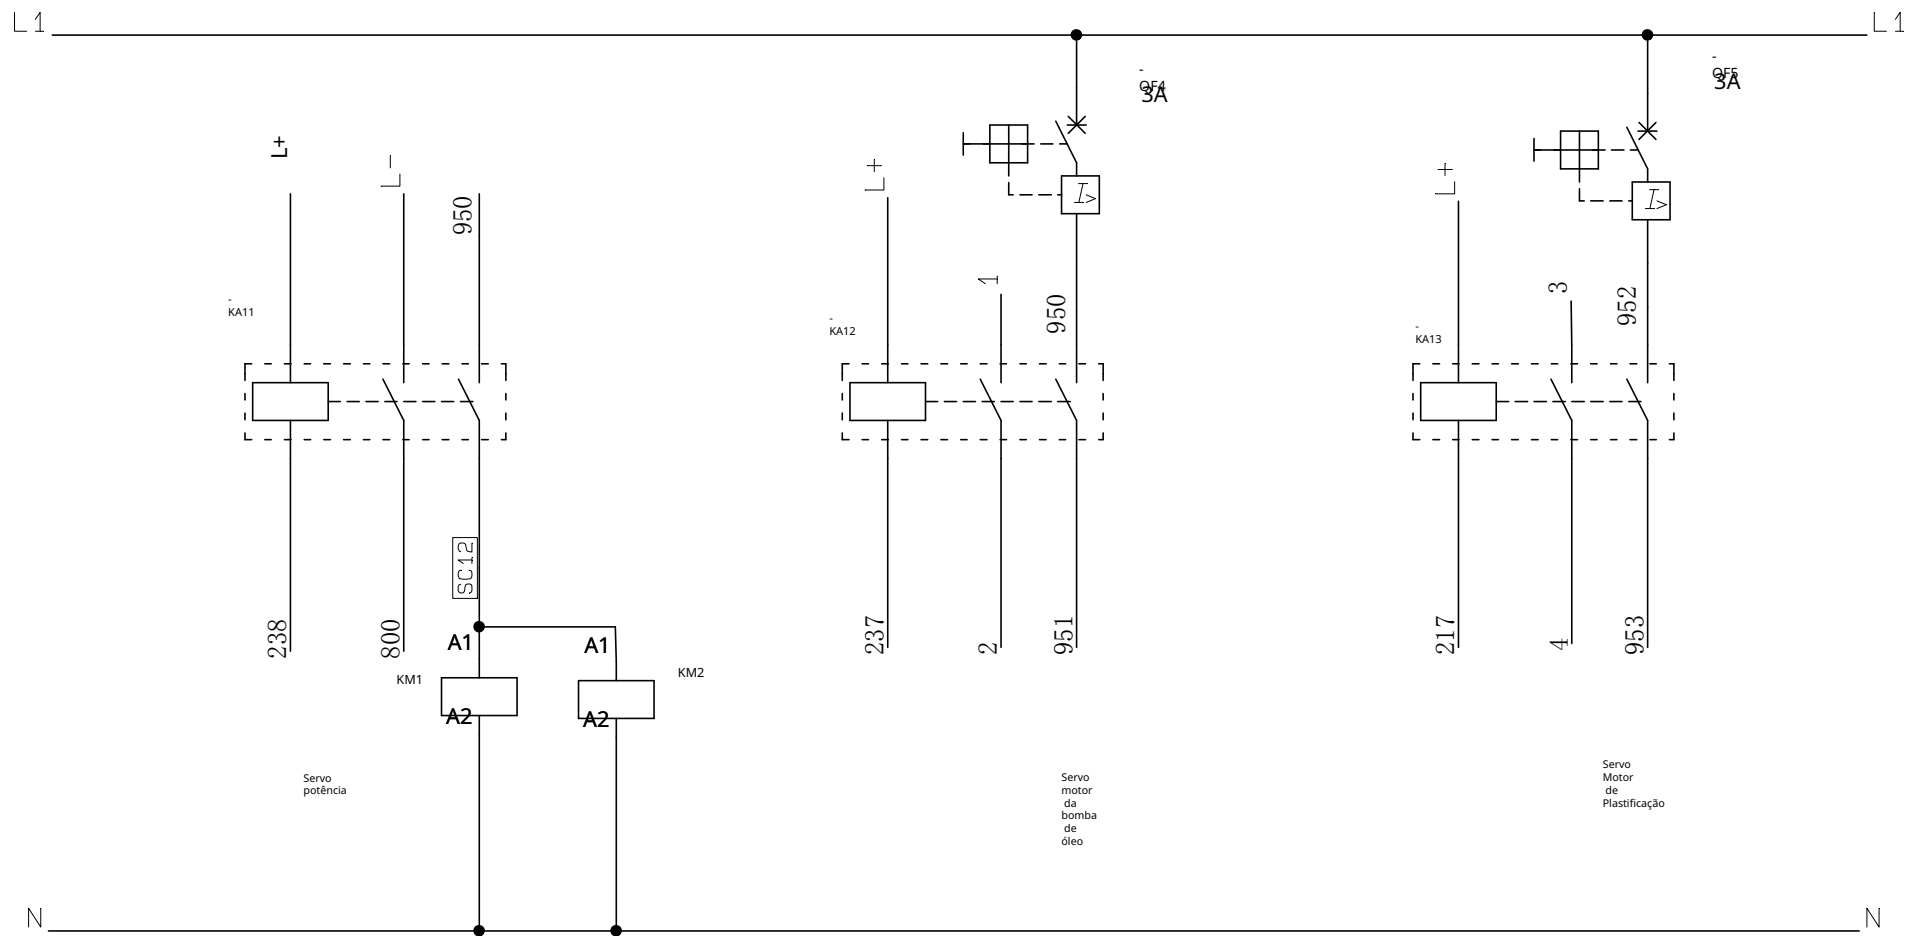 L1
L1
-
QF4
3A
-
QF5
3A
L+
L-
950
L+
L+
I>
I>
-
KA11
1
950
-
KA12
3
952
-
KA13
SC12
238
800
A1
A1
237
2
951
217
4
953
KM1
KM2
A2
A2
Servo
potência
Servo
motor
da
bomba
de
óleo
Servo
Motor
de
Plastificação
N
N